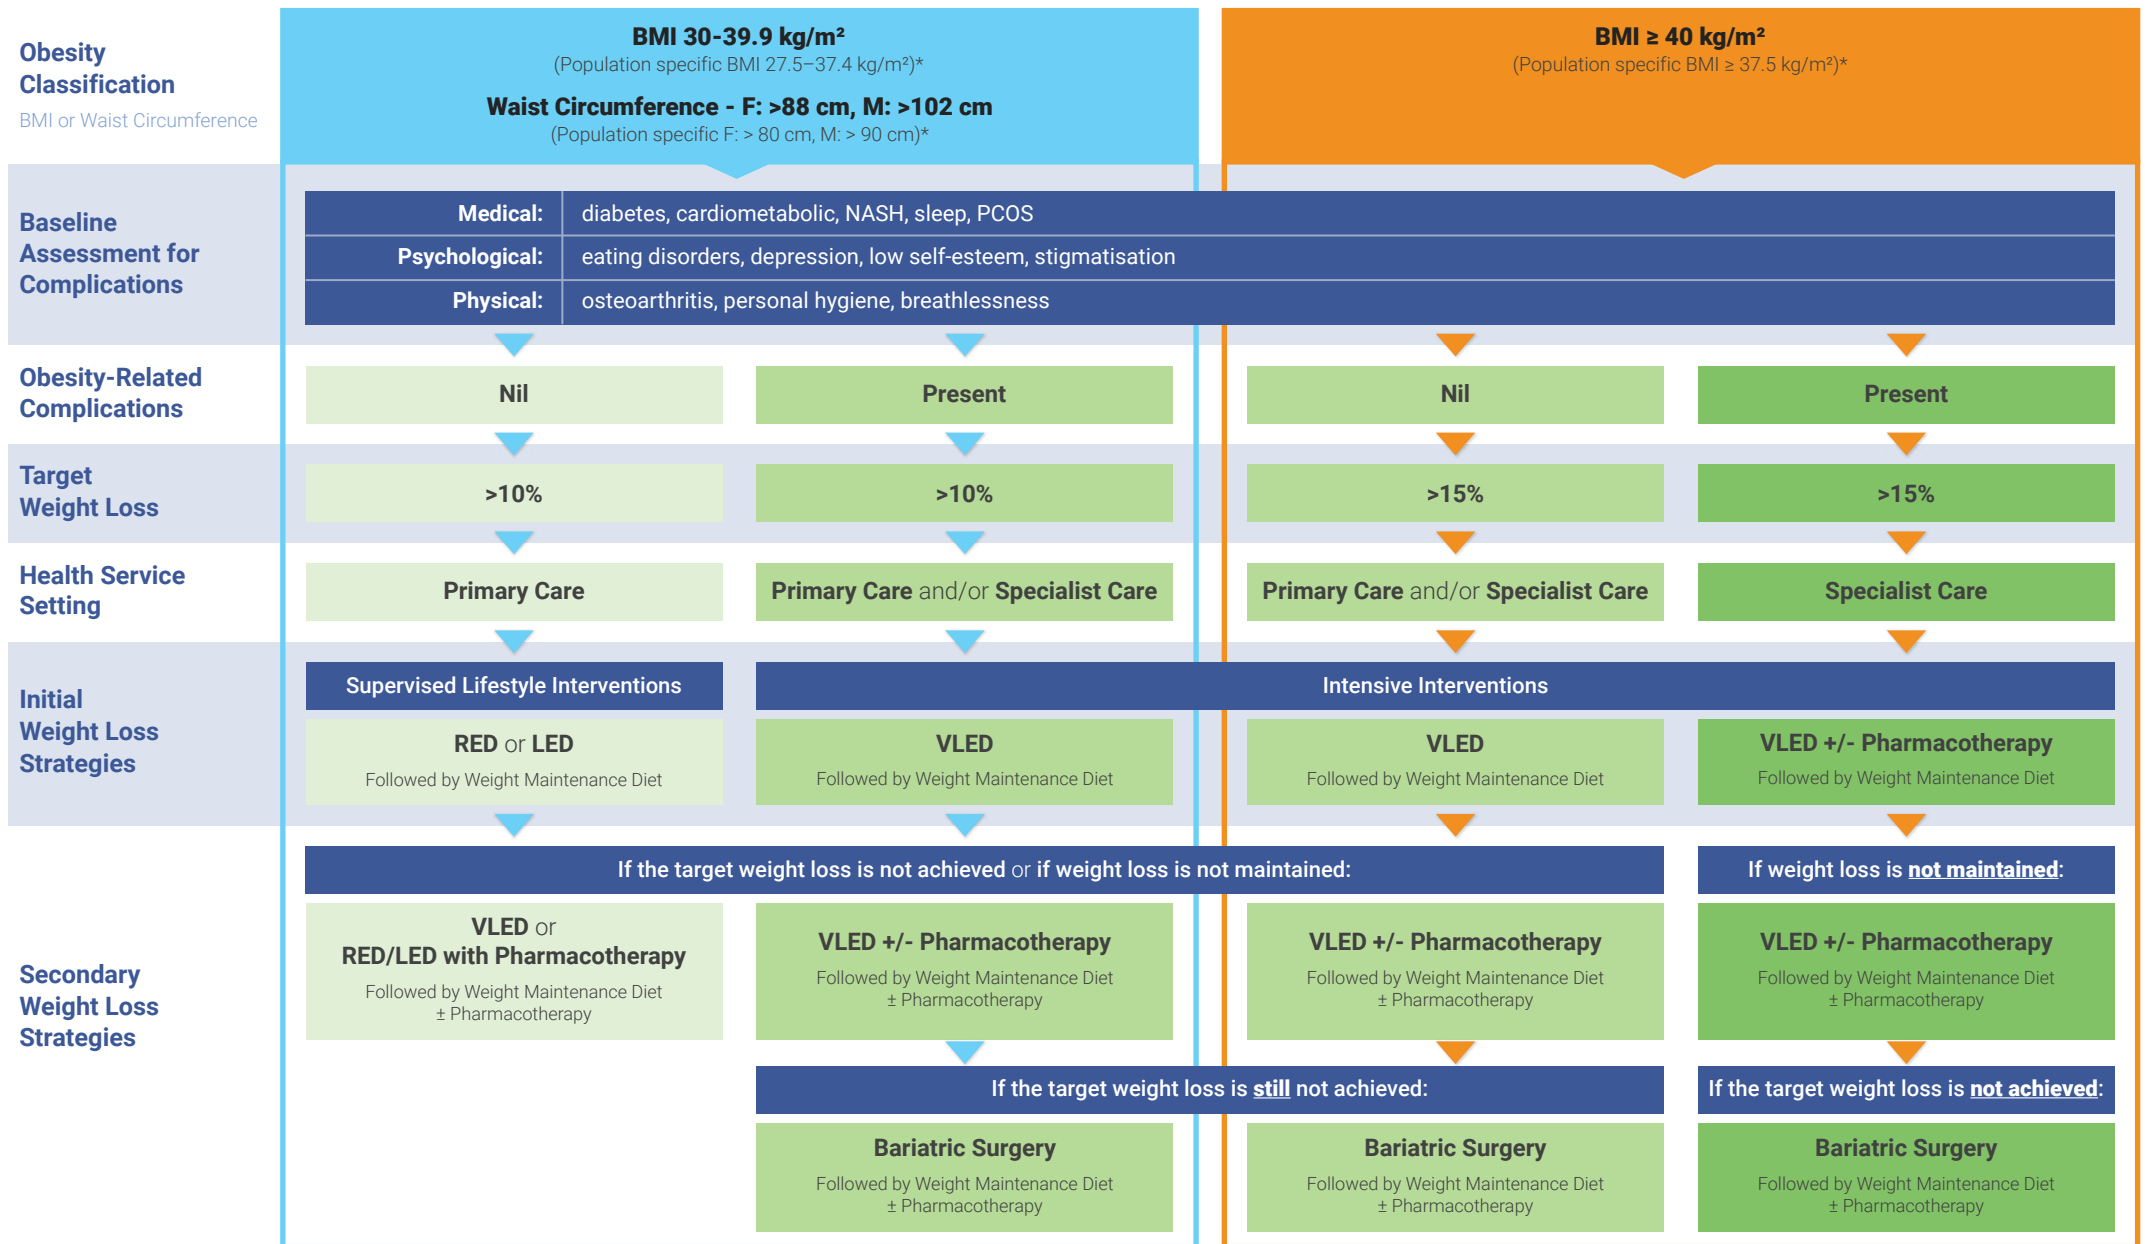 Obesity
Classification
BMI or Waist Circumference
BMI 30-39.9 kg/m²
(Population specific BMI 27.5–37.4 kg/m²)*
Waist Circumference - F: >88 cm, M: >102 cm
(Population specific F: > 80 cm, M: > 90 cm)*
BMI ≥ 40 kg/m²
(Population specific BMI ≥ 37.5 kg/m²)*
Baseline
Assessment for
Complications
Medical: diabetes, cardiometabolic, NASH, sleep, PCOS
Psychological: eating disorders, depression, low self-esteem, stigmatisation
Physical: osteoarthritis, personal hygiene, breathlessness
Obesity-Related
Complications
Nil
Present
Nil
Present
Target
Weight Loss
>10%
>10%
>15%
>15%
Health Service
Setting
Primary Care
Primary Care and/or Specialist Care
Primary Care and/or Specialist Care
Specialist Care
Initial
Weight Loss
Strategies
Supervised Lifestyle Interventions
Intensive Interventions
RED or LED
Followed by Weight Maintenance Diet
VLED
Followed by Weight Maintenance Diet
VLED
Followed by Weight Maintenance Diet
VLED +/- Pharmacotherapy
Followed by Weight Maintenance Diet
Secondary
Weight Loss
Strategies
If the target weight loss is not achieved or if weight loss is not maintained:
If weight loss is not maintained:
VLED or
RED/LED with Pharmacotherapy
Followed by Weight Maintenance Diet
± Pharmacotherapy
VLED +/- Pharmacotherapy
Followed by Weight Maintenance Diet
± Pharmacotherapy
VLED +/- Pharmacotherapy
Followed by Weight Maintenance Diet
± Pharmacotherapy
VLED +/- Pharmacotherapy
Followed by Weight Maintenance Diet
± Pharmacotherapy
If the target weight loss is still not achieved:
If the target weight loss is not achieved:
Bariatric Surgery
Followed by Weight Maintenance Diet
± Pharmacotherapy
Bariatric Surgery
Followed by Weight Maintenance Diet
± Pharmacotherapy
Bariatric Surgery
Followed by Weight Maintenance Diet
± Pharmacotherapy